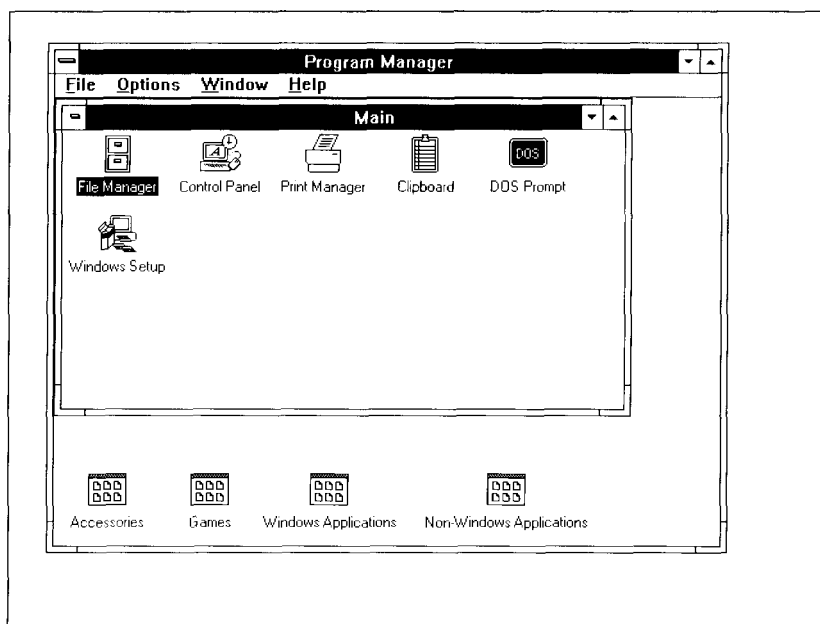 Program Manager
File Options Window Help
Main
File Manager Control Panel Print Manager Clipboard DOS Prompt
DOS
A
Windows Setup
Accessories Games Windows Applications Non-Windows Applications